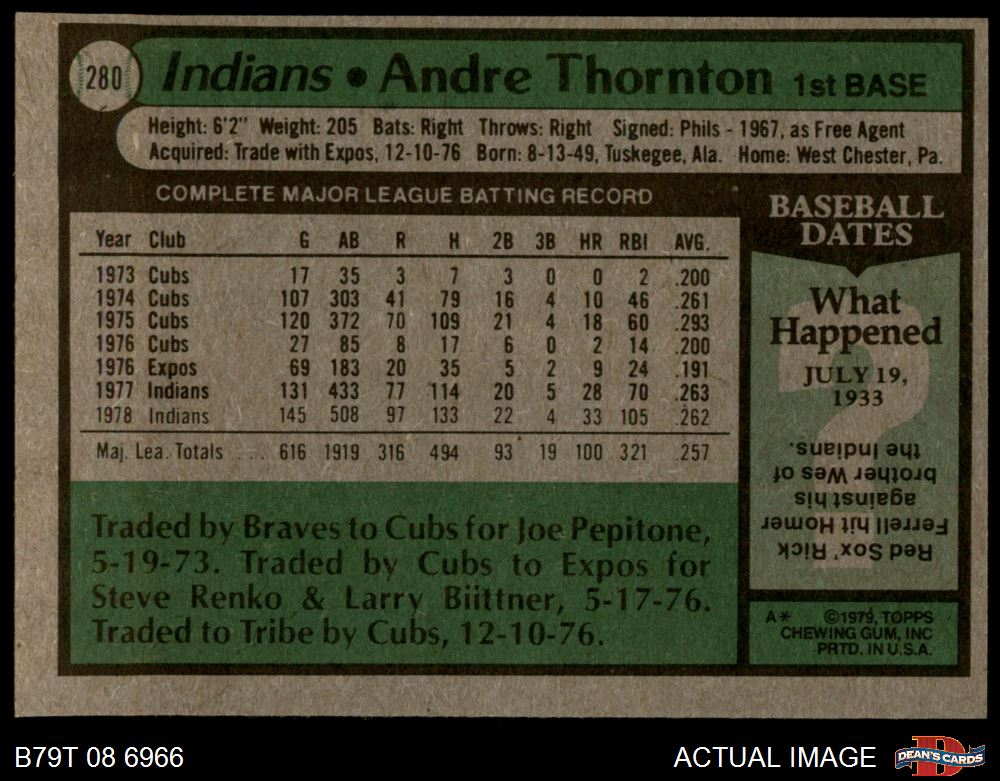 280
Indians • Andre Thornton 1st BASE
Height: 6'2" Weight: 205 Bats: Right Throws: Right Signed: Phils - 1967, as Free Agent
Acquired: Trade with Expos, 12-10-76 Born: 8-13-49, Tuskegee, Ala. Home: West Chester, Pa.
COMPLETE MAJOR LEAGUE BATTING RECORD
Year Club G AB R H 2B 3B HR RBI AVG.
1973 Cubs 17 35 3 7 3 0 0 2 .200
1974 Cubs 107 303 41 79 16 4 10 46 .261
1975 Cubs 120 372 70 109 21 4 18 60 .293
1976 Cubs 27 85 8 17 6 0 2 14 .200
1976 Expos 69 183 20 35 5 2 9 24 .191
1977 Indians 131 433 77 114 20 5 28 70 .263
1978 Indians 145 508 97 133 22 4 33 105 .262
Maj. Lea. Totals ... 616 1919 316 494 93 19 100 321 .257
Traded by Braves to Cubs for Joe Pepitone,
5-19-73. Traded by Cubs to Expos for
Steve Renko & Larry Biittner, 5-17-76.
Traded to Tribe by Cubs, 12-10-76.
BASEBALL
DATES
What
Happened
JULY 19,
1933
Red Sox' Rick
Ferrell hit Homer
against his
brother Wes of
the Indians.
A* ©1979, TOPPS
CHEWING GUM, INC
PRTD. IN U.S.A.
B79T 08 6966
ACTUAL IMAGE
D
DEAN'S CARDS